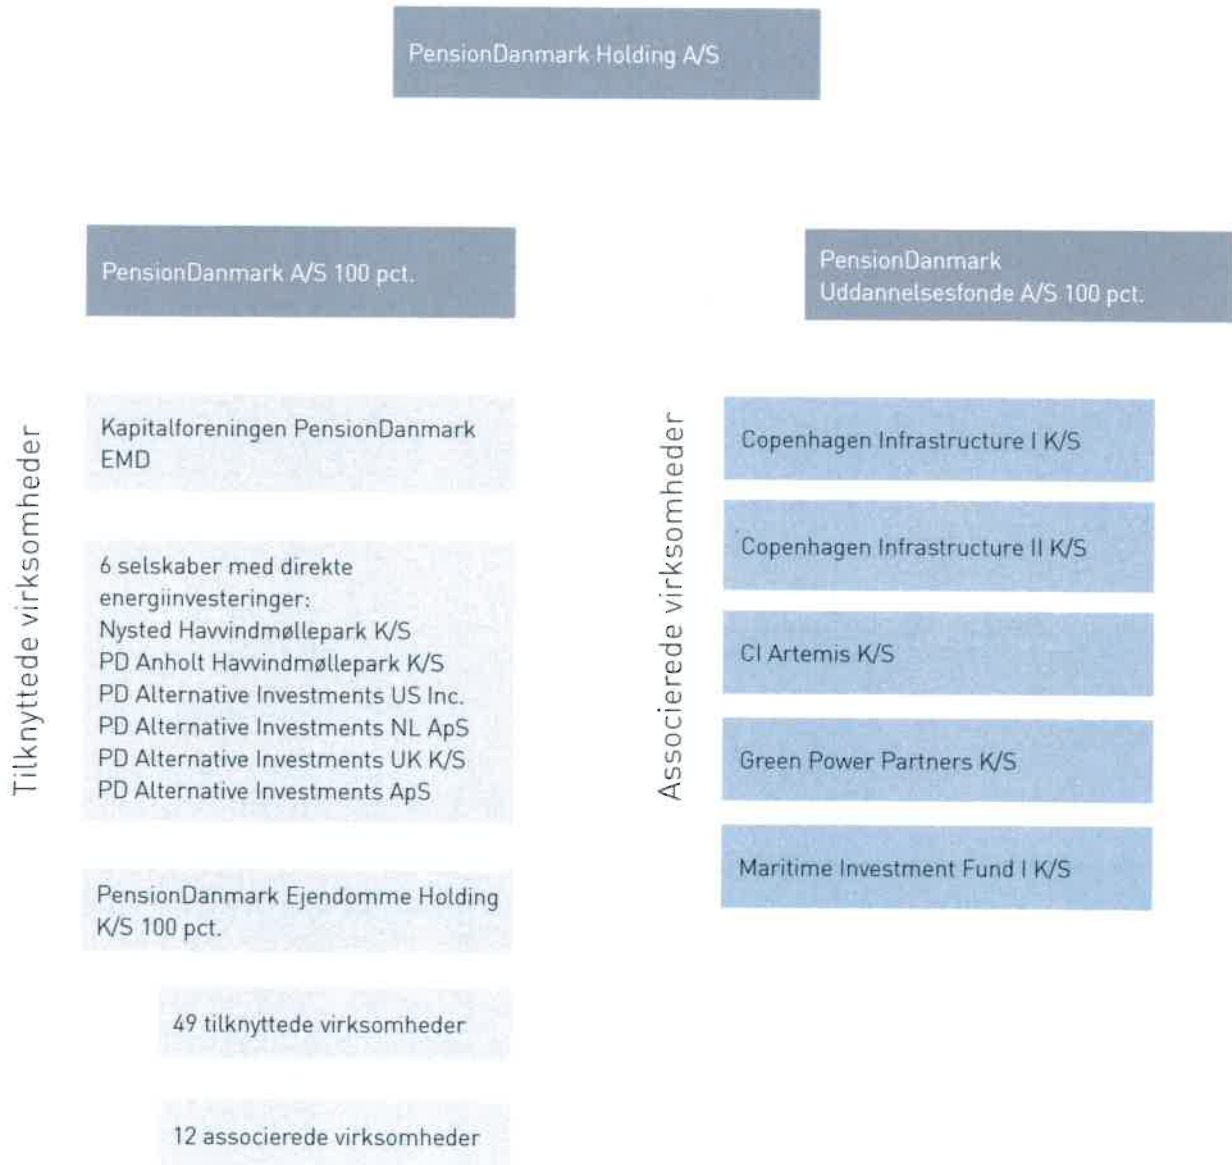 PensionDanmark Holding A/S
PensionDanmark A/S 100 pct.
PensionDanmark
Uddannelsesfonde A/S 100 pct.
Tilknyttede virksomheder
Kapitalforeningen PensionDanmark
EMD
6 selskaber med direkte
energiinvesteringer:
Nysted Havvindmøllepark K/S
PD Anholt Havvindmøllepark K/S
PD Alternative Investments US Inc.
PD Alternative Investments NL ApS
PD Alternative Investments UK K/S
PD Alternative Investments ApS
PensionDanmark Ejendomme Holding
K/S 100 pct.
49 tilknyttede virksomheder
12 associerede virksomheder
Associerede virksomheder
Copenhagen Infrastructure I K/S
Copenhagen Infrastructure II K/S
CI Artemis K/S
Green Power Partners K/S
Maritime Investment Fund I K/S